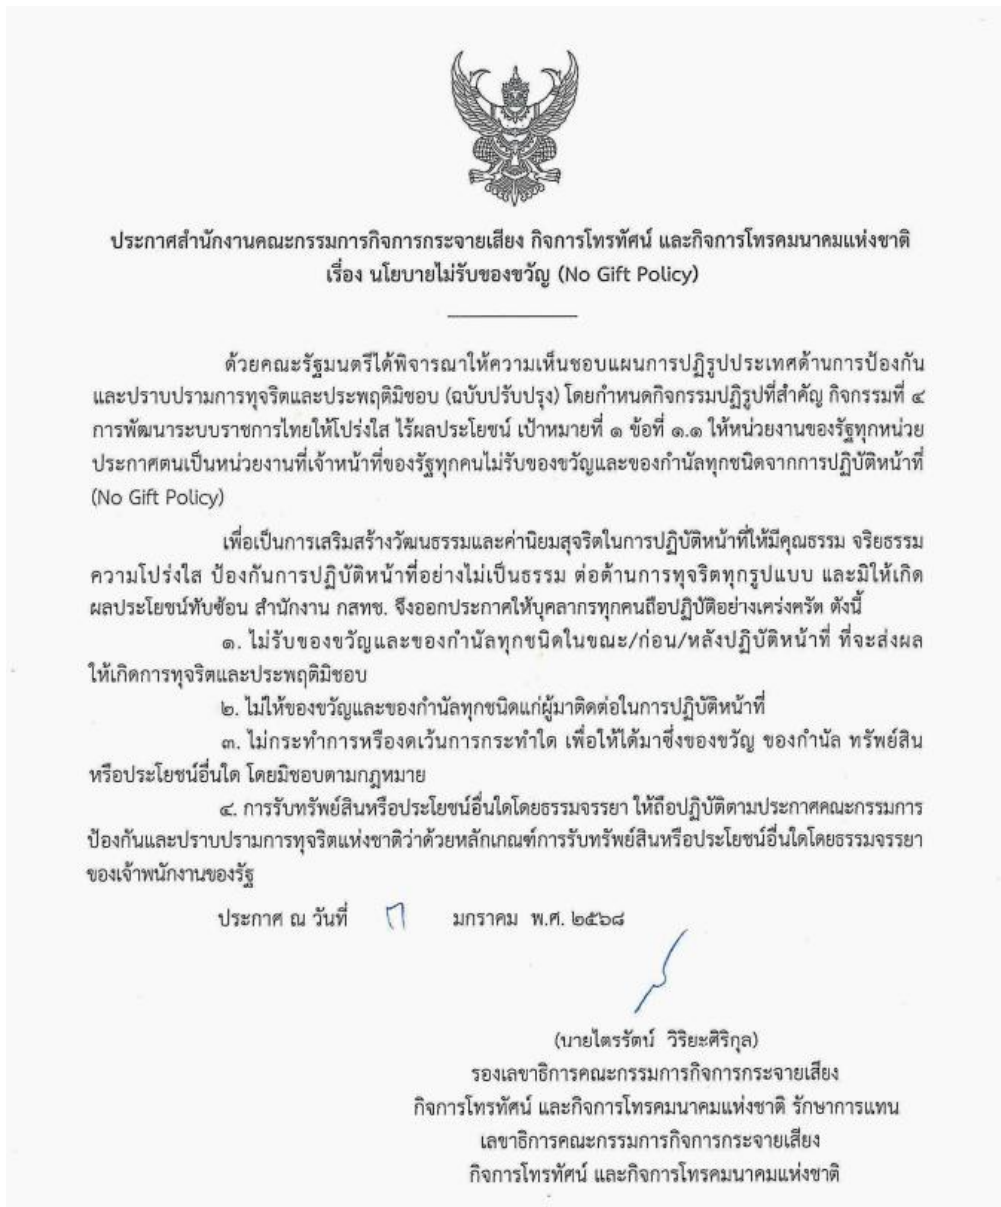 ประกาศสำนักงานคณะกรรมการกิจการกระจายเสียง กิจการโทรทัศน์ และกิจการโทรคมนาคมแห่งชาติ
เรื่อง นโยบายไม่รับของขวัญ (No Gift Policy)
ด้วยคณะรัฐมนตรีได้พิจารณาให้ความเห็นชอบแผนการปฏิรูปประเทศด้านการป้องกัน
และปราบปรามการทุจริตและประพฤติมิชอบ (ฉบับปรับปรุง) โดยกำหนดกิจกรรมปฏิรูปที่สำคัญ กิจกรรมที่ ๔
การพัฒนาระบบราชการไทยให้โปร่งใส ไร้ผลประโยชน์ เป้าหมายที่ ๑ ข้อที่ ๑.๑ ให้หน่วยงานของรัฐทุกหน่วย
ประกาศตนเป็นหน่วยงานที่เจ้าหน้าที่ของรัฐทุกคนไม่รับของขวัญและของกำนัลทุกชนิดจากการปฏิบัติหน้าที่
(No Gift Policy)
เพื่อเป็นการเสริมสร้างวัฒนธรรมและค่านิยมสุจริตในการปฏิบัติหน้าที่ให้มีคุณธรรม จริยธรรม
ความโปร่งใส ป้องกันการปฏิบัติหน้าที่อย่างไม่เป็นธรรม ต่อต้านการทุจริตทุกรูปแบบ และมิให้เกิด
ผลประโยชน์ทับซ้อน สำนักงาน กสทช. จึงออกประกาศให้บุคลากรทุกคนถือปฏิบัติอย่างเคร่งครัด ดังนี้
๑. ไม่รับของขวัญและของกำนัลทุกชนิดในขณะ/ก่อน/หลังปฏิบัติหน้าที่ ที่จะส่งผล
ให้เกิดการทุจริตและประพฤติมิชอบ
๒. ไม่ให้ของขวัญและของกำนัลทุกชนิดแก่ผู้มาติดต่อในการปฏิบัติหน้าที่
๓. ไม่กระทำการหรืองดเว้นการกระทำใด เพื่อให้ได้มาซึ่งของขวัญ ของกำนัล ทรัพย์สิน
หรือประโยชน์อื่นใด โดยมิชอบตามกฎหมาย
๔. การรับทรัพย์สินหรือประโยชน์อื่นใดโดยธรรมจรรยา ให้ถือปฏิบัติตามประกาศคณะกรรมการ
ป้องกันและปราบปรามการทุจริตแห่งชาติว่าด้วยหลักเกณฑ์การรับทรัพย์สินหรือประโยชน์อื่นใดโดยธรรมจรรยา
ของเจ้าพนักงานของรัฐ
ประกาศ ณ วันที่ มกราคม พ.ศ. ๒๕๖๘
(นายไตรรัตน์ วิริยะศิริกุล)
รองเลขาธิการคณะกรรมการกิจการกระจายเสียง
กิจการโทรทัศน์ และกิจการโทรคมนาคมแห่งชาติ รักษาการแทน
เลขาธิการคณะกรรมการกิจการกระจายเสียง
กิจการโทรทัศน์ และกิจการโทรคมนาคมแห่งชาติ